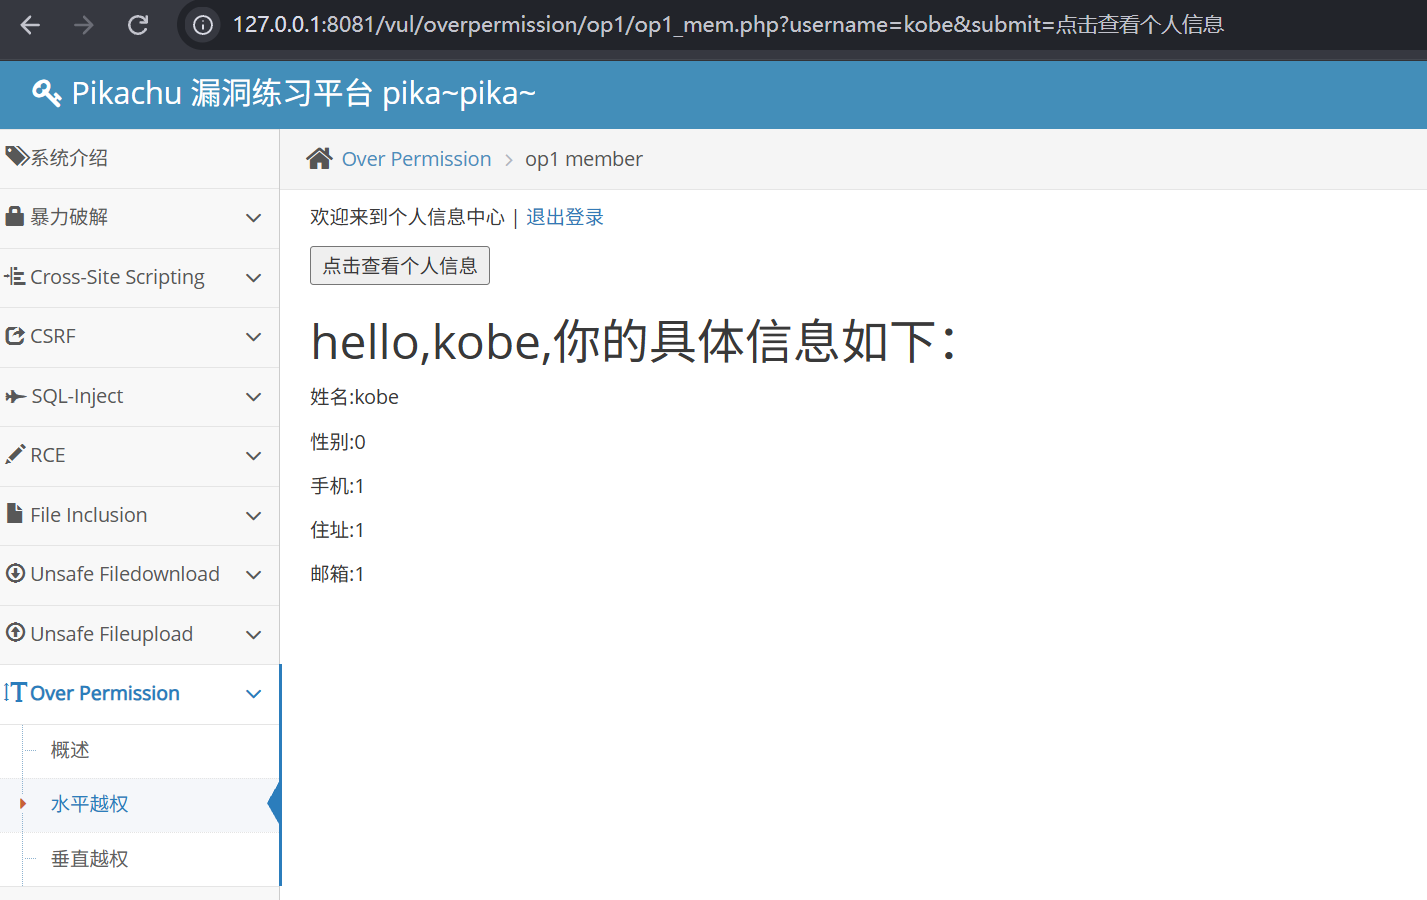 127.0.0.1:8081/vul/overpermission/op1/op1_mem.php?username=kobe&submit=点击查看个人信息
Pikachu 漏洞练习平台 pika~pika~
系统介绍
暴力破解
Cross-Site Scripting
CSRF
SQL-Inject
RCE
File Inclusion
Unsafe Filedownload
Unsafe Fileupload
Over Permission
概述
水平越权
垂直越权
Over Permission > op1 member
欢迎来到个人信息中心 | 退出登录
点击查看个人信息
hello,kobe,你的具体信息如下：
姓名:kobe
性别:0
手机:1
住址:1
邮箱:1